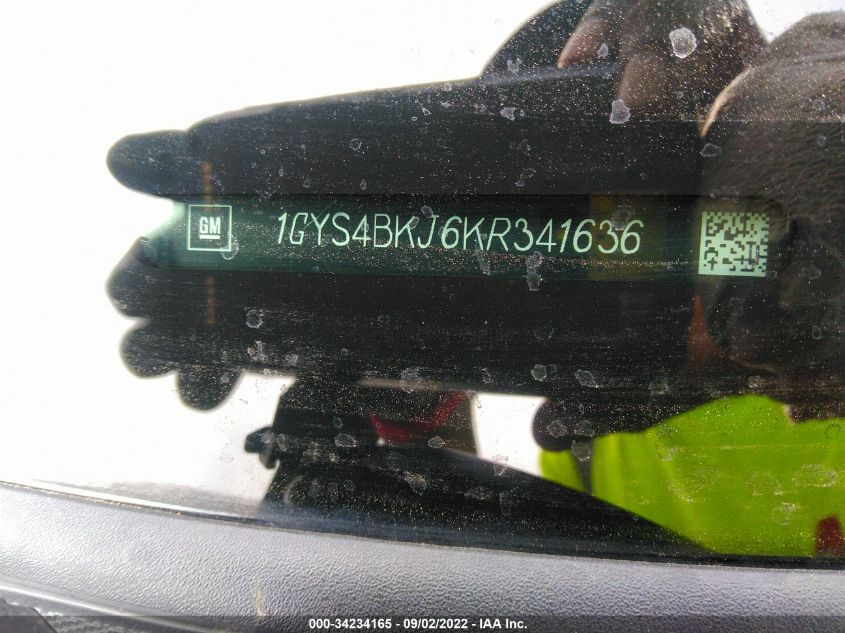 GM 1GYS4BKJ6KR341636
000-34234165 - 09/02/2022 - IAA Inc.